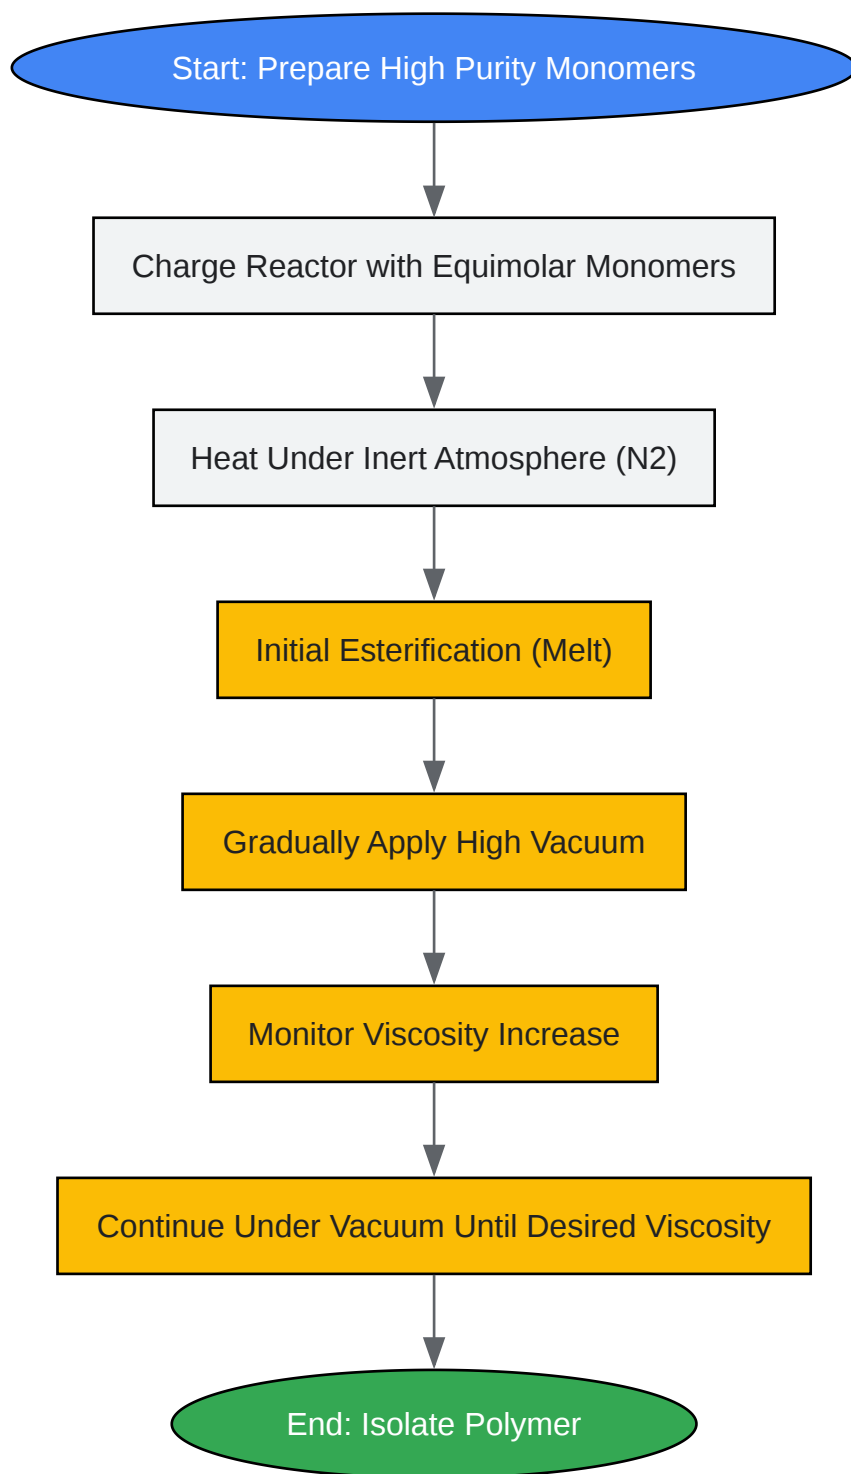 Start: Prepare High Purity Monomers
Charge Reactor with Equimolar Monomers
Heat Under Inert Atmosphere (N2)
Initial Esterification (Melt)
Gradually Apply High Vacuum
Monitor Viscosity Increase
Continue Under Vacuum Until Desired Viscosity
End: Isolate Polymer